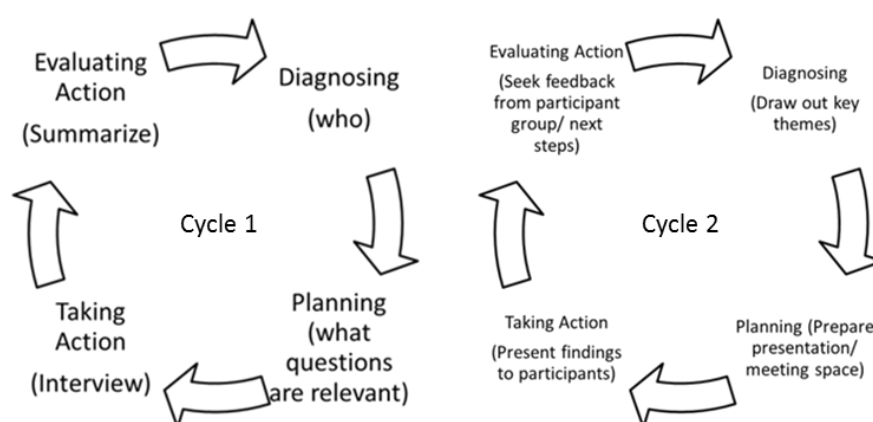 Evaluating
Action
(Summarize)
Diagnosing
(who)
Cycle 1
Planning
(what
questions
are relevant)
Taking
Action
(Interview)
Evaluating Action
(Seek feedback
from participant
group/ next
steps)
Diagnosing
(Draw out key
themes)
Cycle 2
Planning (Prepare
presentation/
meeting space)
Taking Action
(Present findings
to participants)